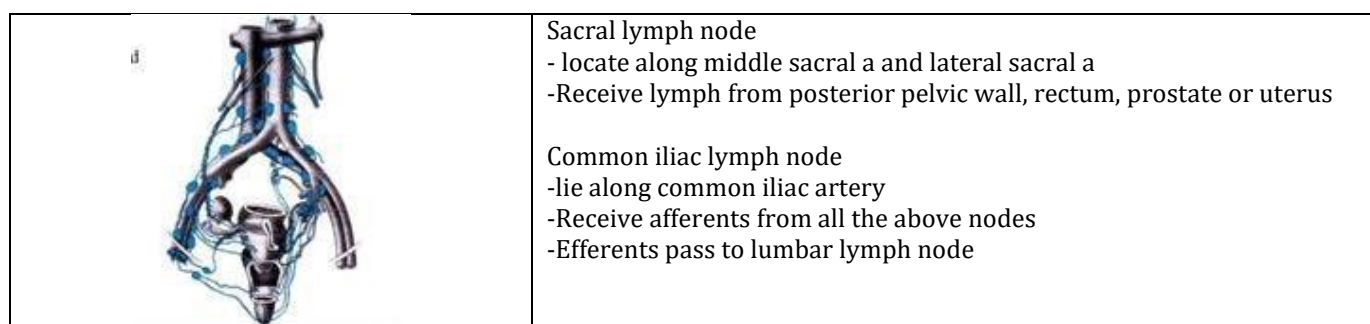 Sacral lymph node
- locate along middle sacral a and lateral sacral a
-Receive lymph from posterior pelvic wall, rectum, prostate or uterus
Common iliac lymph node
-lie along common iliac artery
-Receive afferents from all the above nodes
-Efferents pass to lumbar lymph node